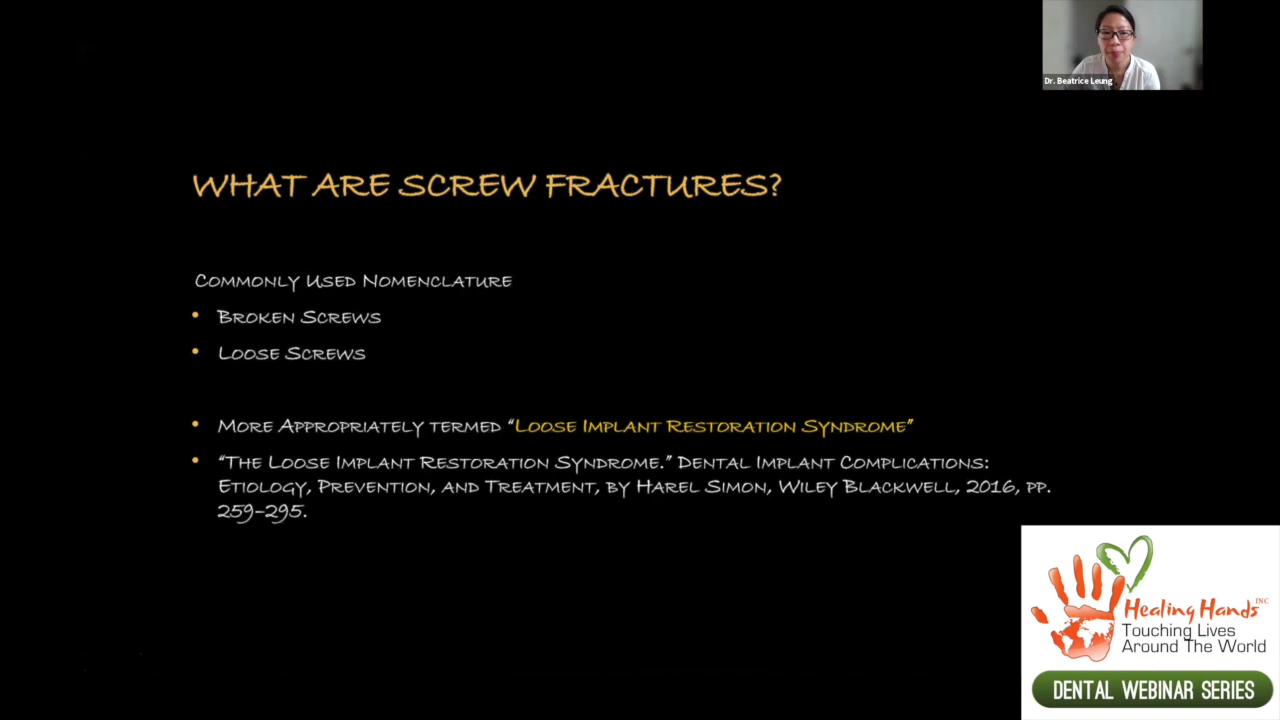 Dr. Beatrice Leung
WHAT ARE SCREW FRACTURES?
COMMONLY USED NOMENCLATURE
• BROKEN SCREWS
• LOOSE SCREWS
• MORE APPROPRIATELY TERMED “LOOSE IMPLANT RESTORATION SYNDROME”
• “THE LOOSE IMPLANT RESTORATION SYNDROME.” DENTAL IMPLANT COMPLICATIONS:
ETIOLOGY, PREVENTION, AND TREATMENT, BY HAREL SIMON, WILEY BLACKWELL, 2016, PP.
259–295.
Healing Hands INC
Touching Lives
Around The World
DENTAL WEBINAR SERIES